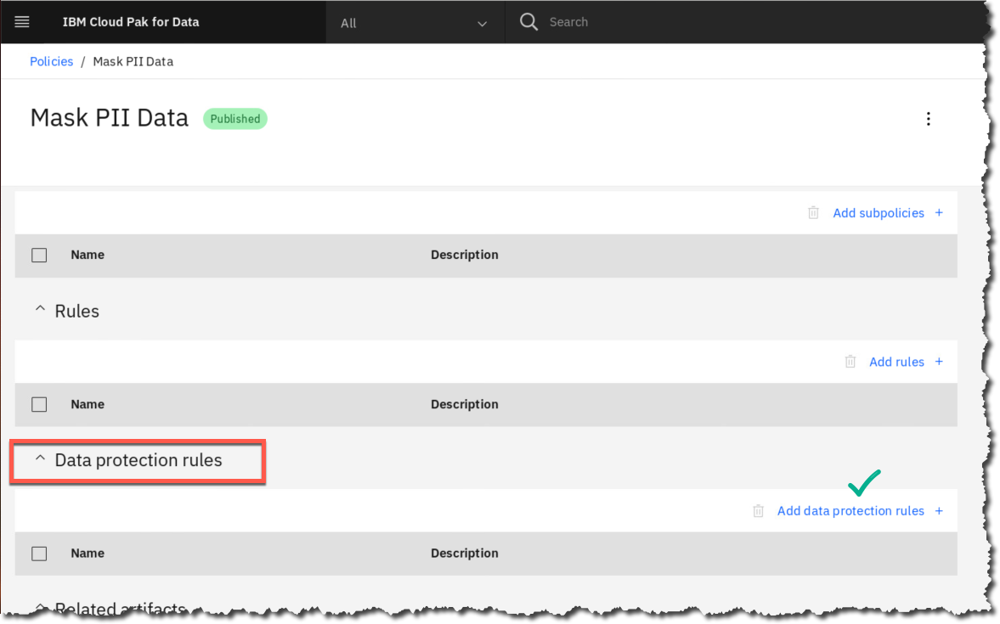 IBM Cloud Pak for Data All Search
Policies / Mask PII Data
Mask PII Data Published
Add subpolicies +
Name Description
Rules
Add rules +
Name Description
Data protection rules
Add data protection rules +
Name Description
Related artifacts